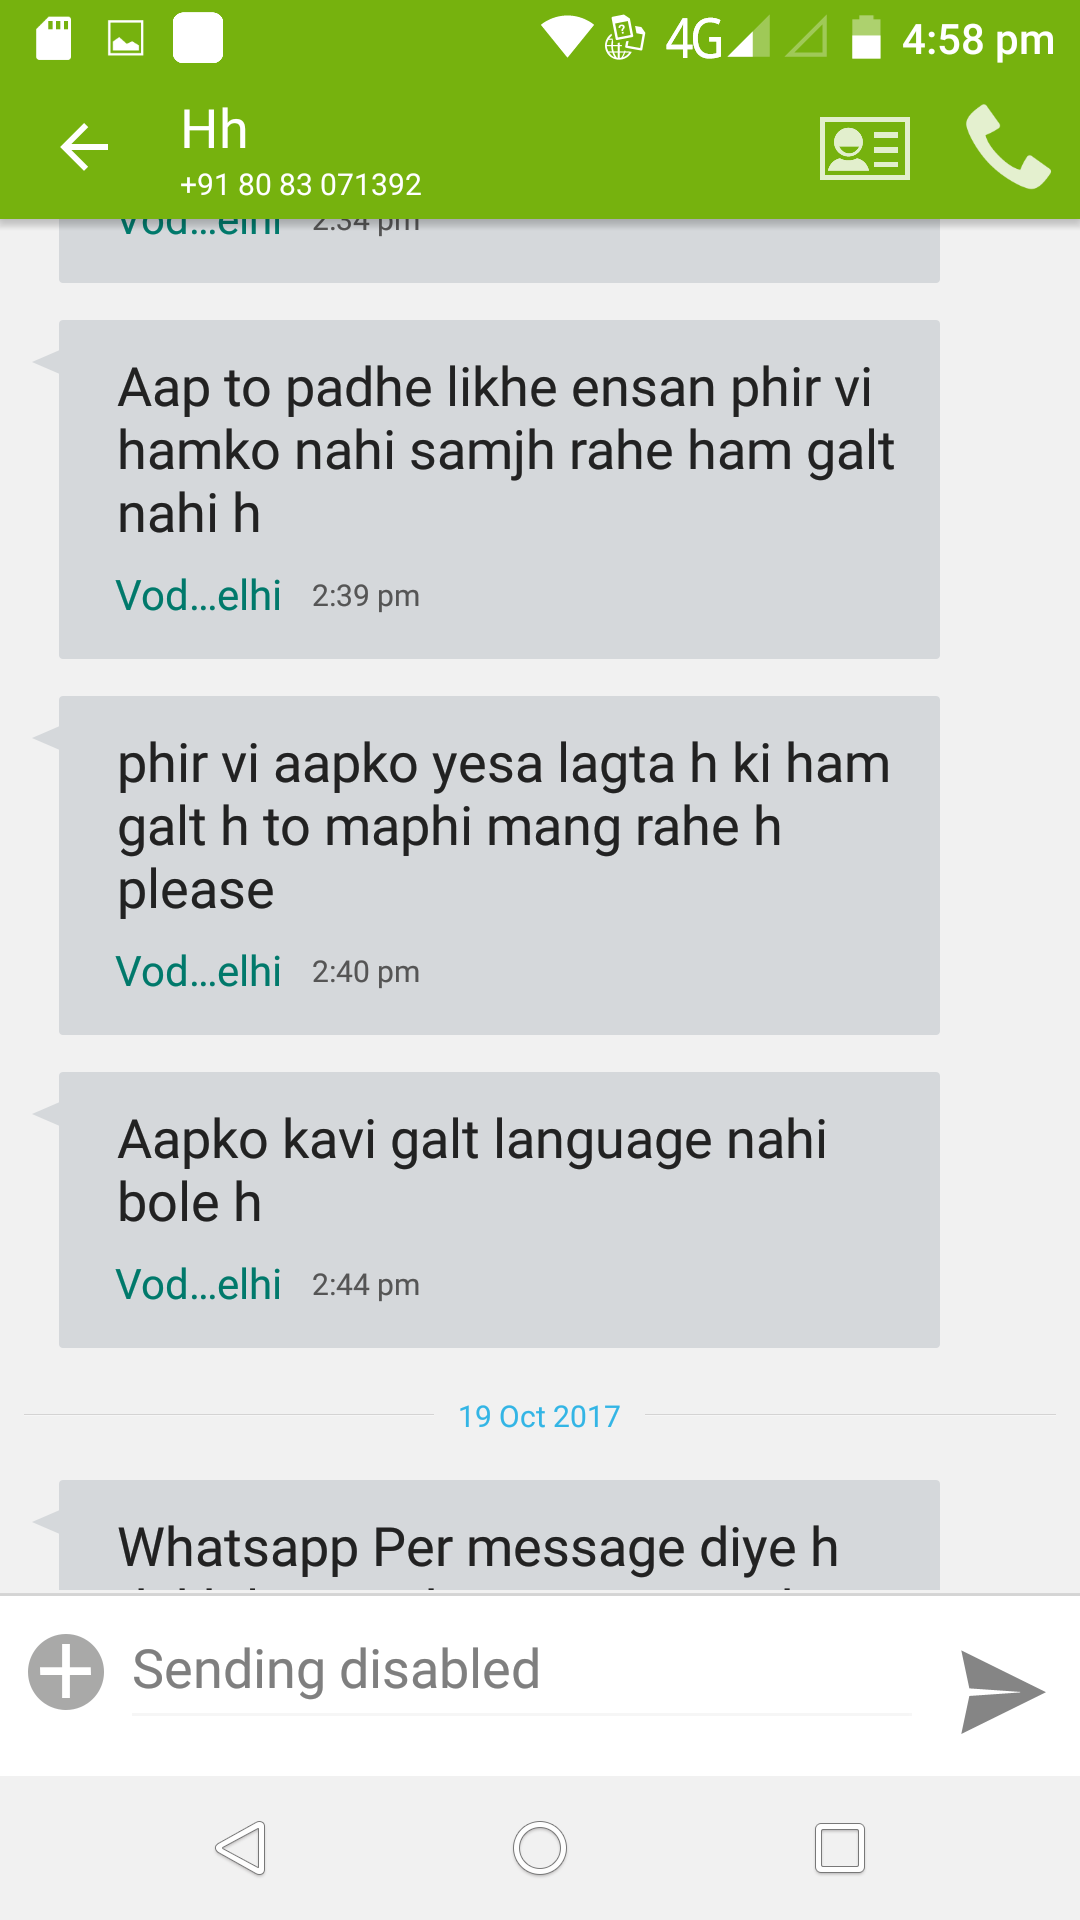 4G 4:58 pm
Hh
+91 80 83 071392
Vod...elhi 2:34 pm
Aap to padhe likhe ensan phir vi
hamko nahi samjh rahe ham galt
nahi h
Vod...elhi 2:39 pm
phir vi aapko yesa lagta h ki ham
galt h to maphi mang rahe h
please
Vod...elhi 2:40 pm
Aapko kavi galt language nahi
bole h
Vod...elhi 2:44 pm
19 Oct 2017
Whatsapp Per message diye h
Sending disabled